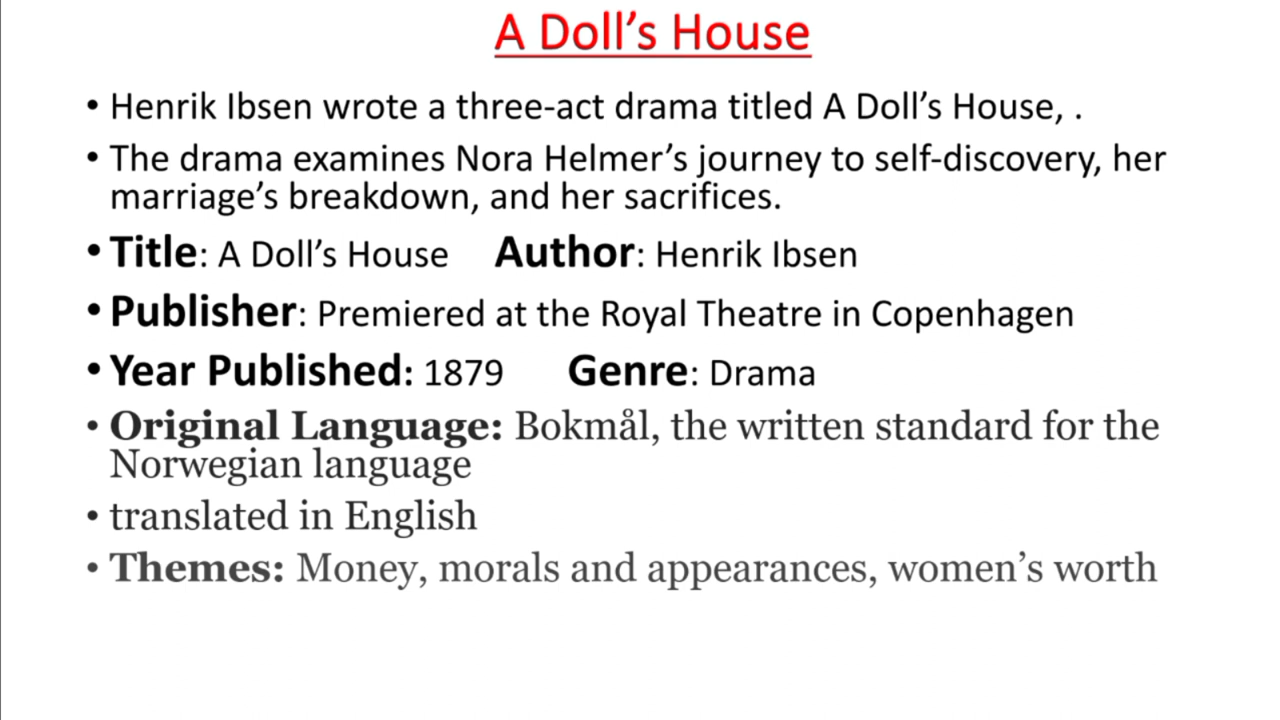 A Doll’s House
• Henrik Ibsen wrote a three-act drama titled A Doll’s House, .
• The drama examines Nora Helmer’s journey to self-discovery, her
marriage’s breakdown, and her sacrifices.
• Title: A Doll’s House Author: Henrik Ibsen
• Publisher: Premiered at the Royal Theatre in Copenhagen
• Year Published: 1879 Genre: Drama
• Original Language: Bokmål, the written standard for the
Norwegian language
• translated in English
• Themes: Money, morals and appearances, women’s worth